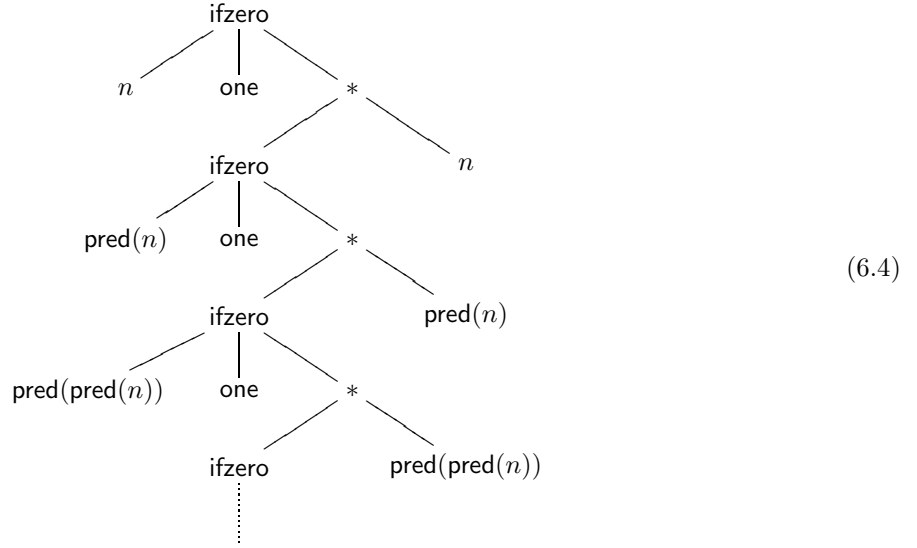 ifzero
n one *
ifzero n
pred(n) one *
(6.4)
ifzero pred(n)
pred(pred(n)) one *
ifzero pred(pred(n))